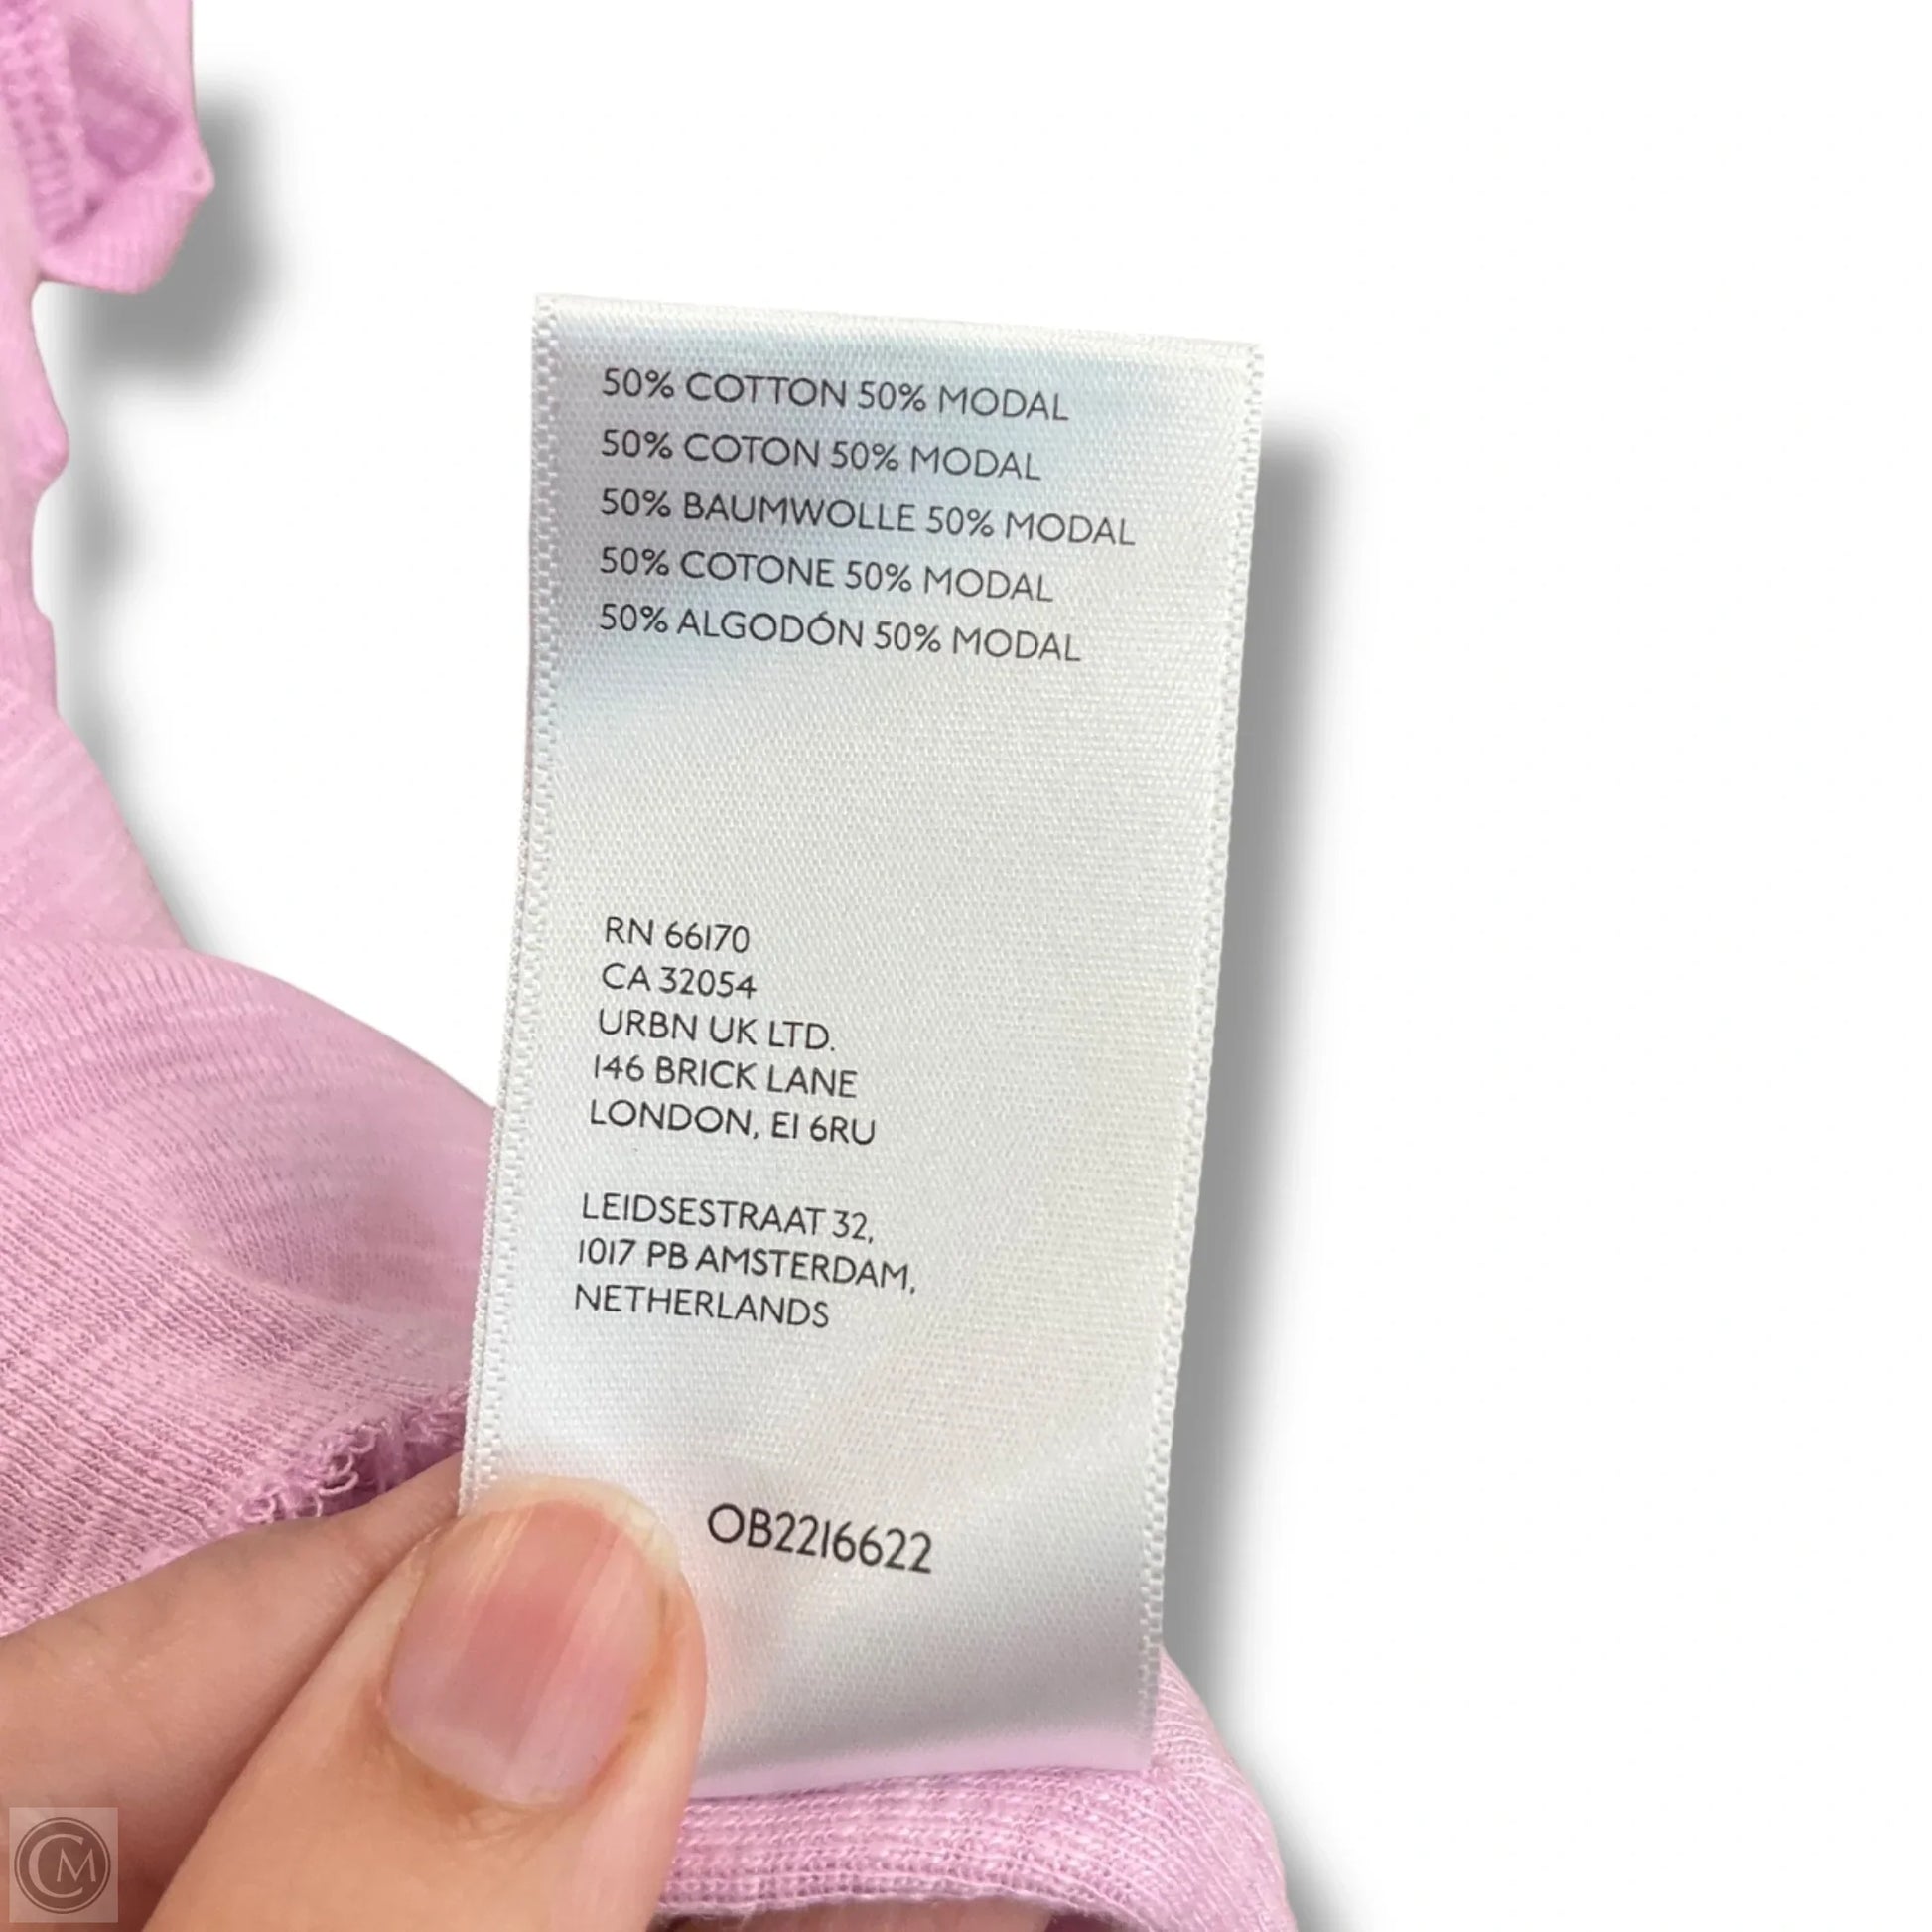 50% COTTON 50% MODAL
50% COTON 50% MODAL
50% BAUMWOLLE 50% MODAL
50% COTONE 50% MODAL
50% ALGODÓN 50% MODAL
RN 66170
CA 32054
URBN UK LTD.
146 BRICK LANE
LONDON, E1 6RU
LEIDSESTRAAT 32,
1017 PB AMSTERDAM,
NETHERLANDS
OB2216622
CM